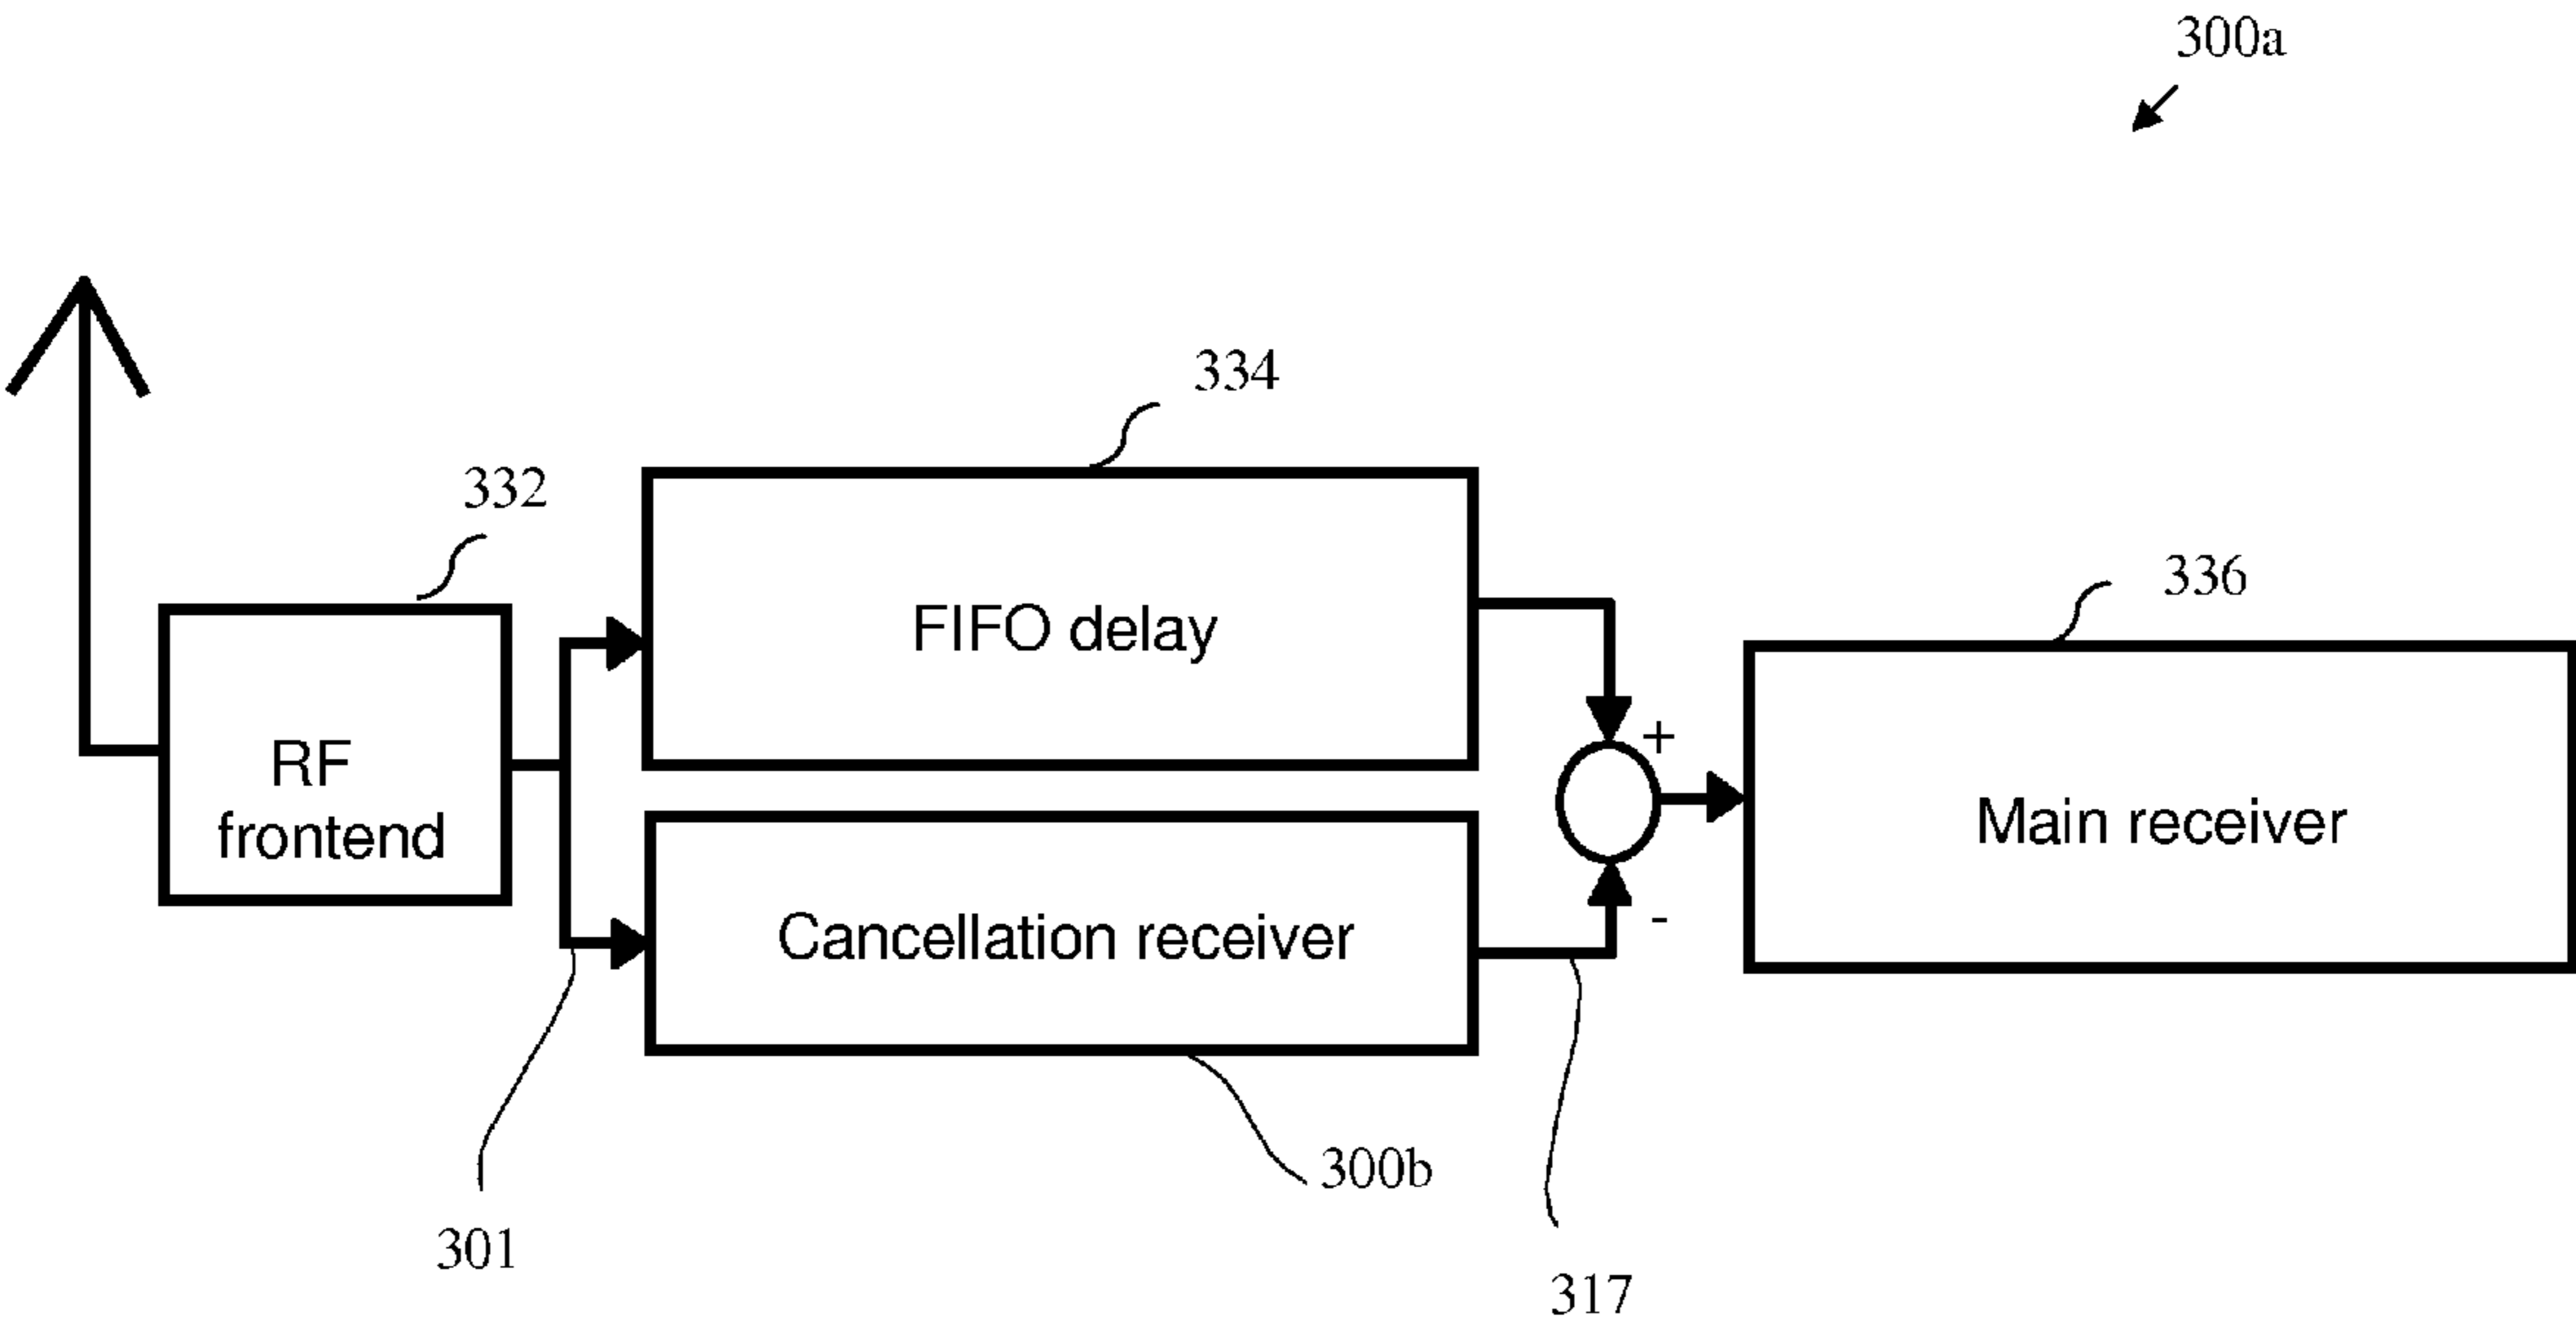 300a
334
332
336
FIFO delay
+
RF
frontend
Main receiver
-
Cancellation receiver
300b
301
317